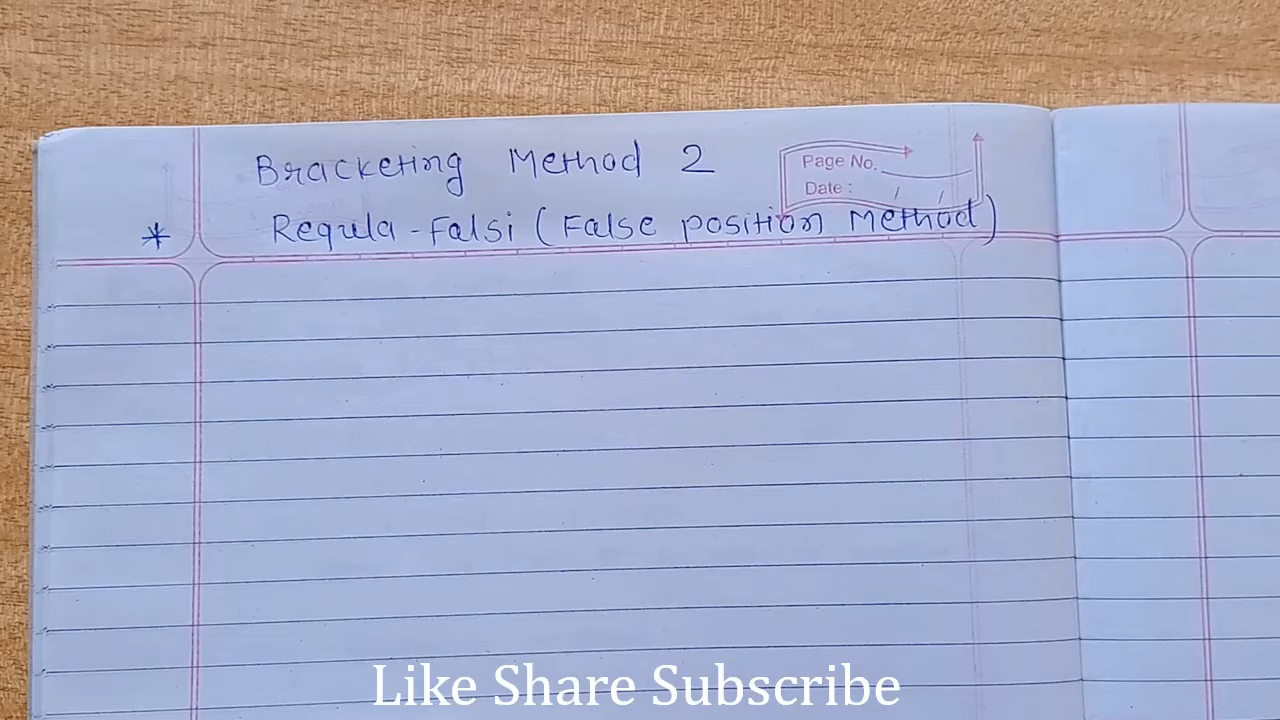 Bracketing Method 2
Page No.
Date : / /
* Regula-Falsi (False position Method)
Like Share Subscribe